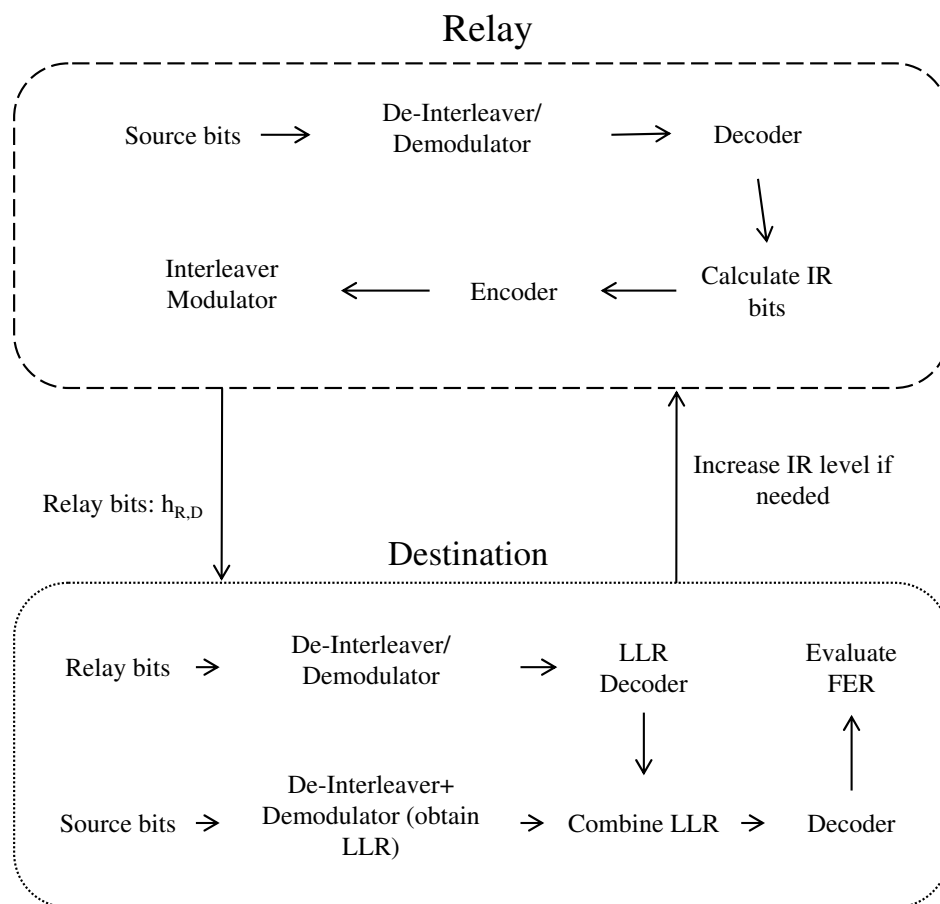 Relay
De-Interleaver/
Demodulator
Source bits
Decoder
Interleaver
Modulator
Encoder
Calculate IR
bits
Increase IR level if
needed
Relay bits: h_{R,D}
Destination
De-Interleaver/
Demodulator
Relay bits
LLR
Decoder
Evaluate
FER
De-Interleaver+
Demodulator (obtain
LLR)
Source bits
Combine LLR
Decoder